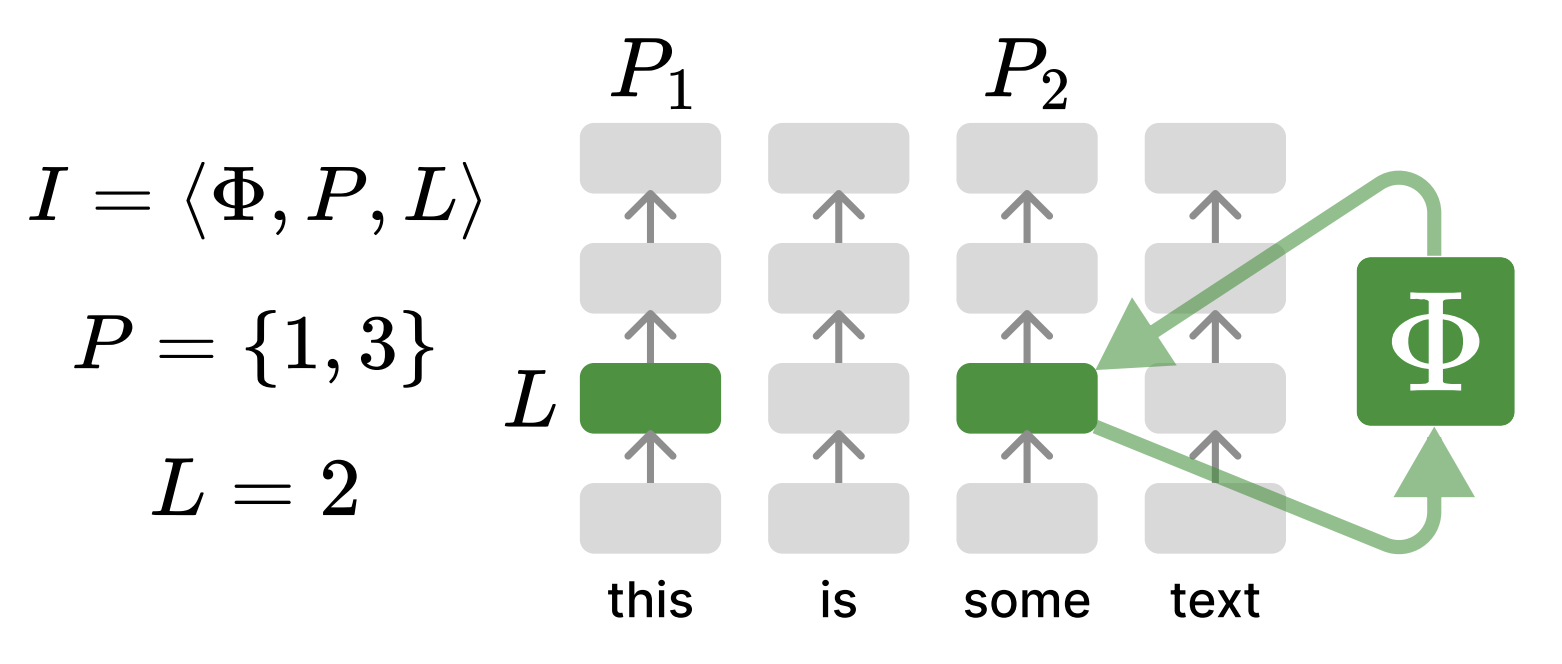 P₁ P₂
I = ⟨Φ, P, L⟩
P = {1, 3}
L
Φ
L = 2
this is some text